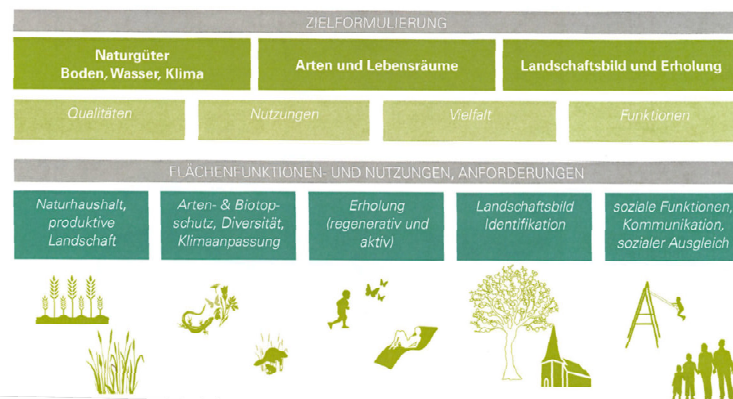 ZIELFORMULIERUNG
Naturgüter
Boden, Wasser, Klima
Arten und Lebensräume
Landschaftsbild und Erholung
Qualitäten
Nutzungen
Vielfalt
Funktionen
FLÄCHENFUNKTIONEN- UND NUTZUNGEN, ANFORDERUNGEN
Naturhaushalt,
produktive
Landschaft
Arten- & Biotop-
schutz, Diversität,
Klimaanpassung
Erholung
(regenerativ und
aktiv)
Landschaftsbild
Identifikation
soziale Funktionen,
Kommunikation,
sozialer Ausgleich